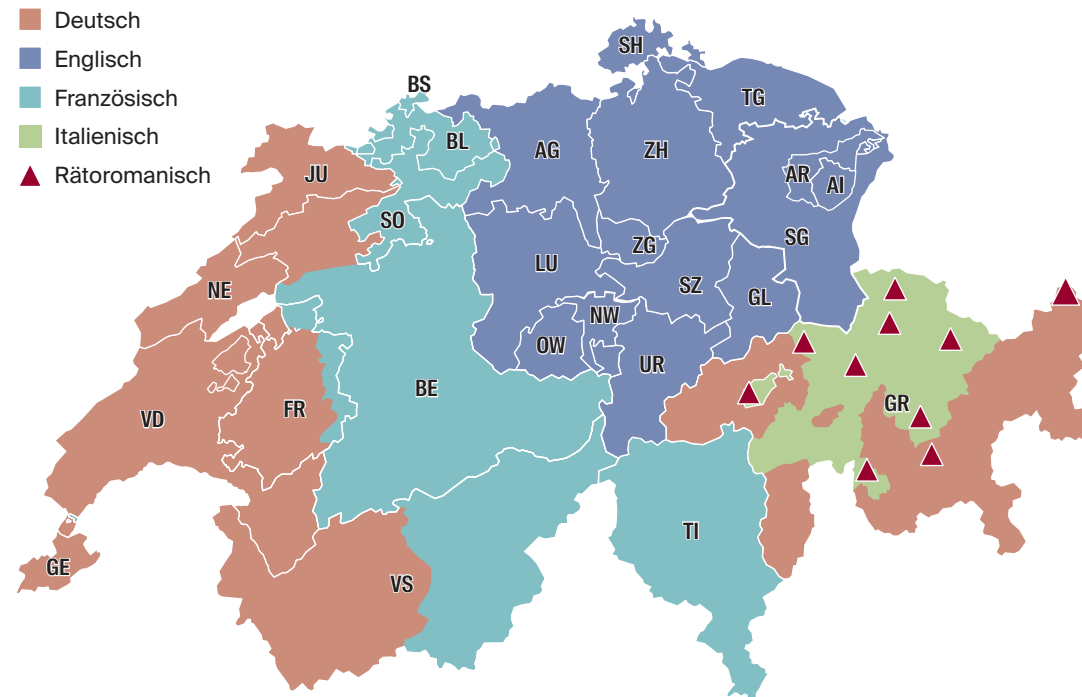 Deutsch
Englisch
Französisch
Italienisch
Rätoromanisch
SH
BS
TG
BL
AG
ZH
JU
AR
AI
SO
SG
ZG
LU
SZ
NE
GL
NW
OW
UR
BE
GR
FR
VD
TI
GE
VS